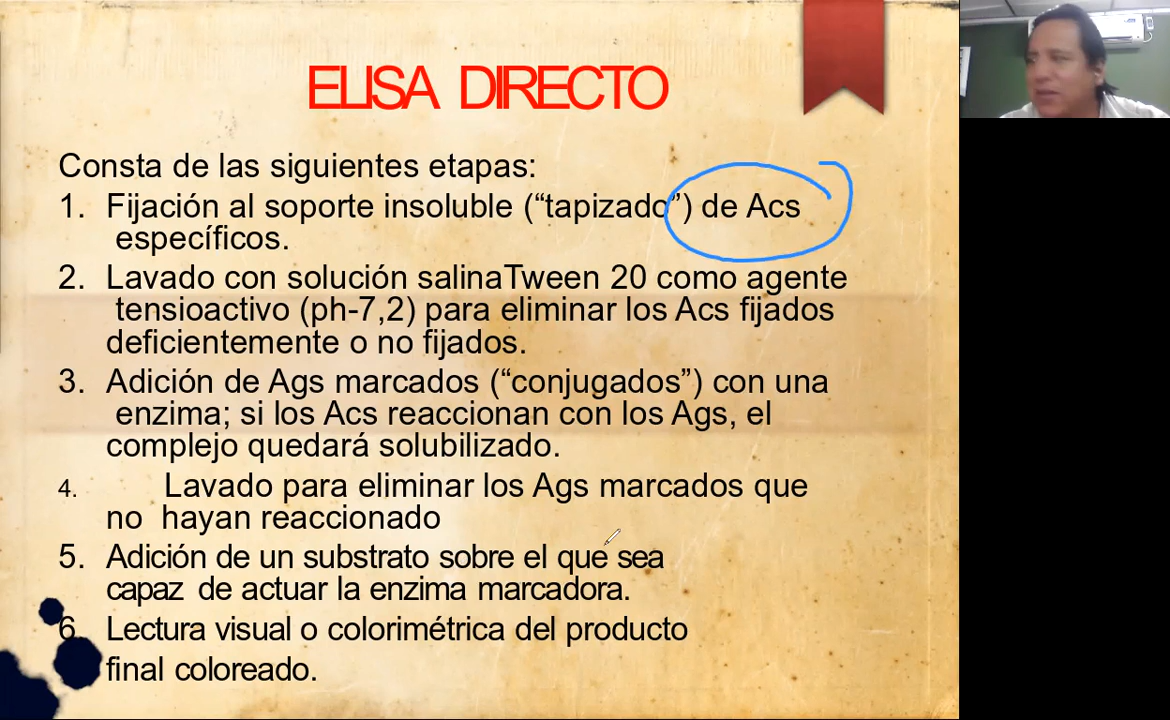 ELISA DIRECTO
Consta de las siguientes etapas:
1. Fijación al soporte insoluble (“tapizado”) de Acs
específicos.
2. Lavado con solución salinaTween 20 como agente
tensioactivo (ph-7,2) para eliminar los Acs fijados
deficientemente o no fijados.
3. Adición de Ags marcados (“conjugados”) con una
enzima; si los Acs reaccionan con los Ags, el
complejo quedará solubilizado.
4. Lavado para eliminar los Ags marcados que
no hayan reaccionado
5. Adición de un substrato sobre el que sea
capaz de actuar la enzima marcadora.
6. Lectura visual o colorimétrica del producto
final coloreado.